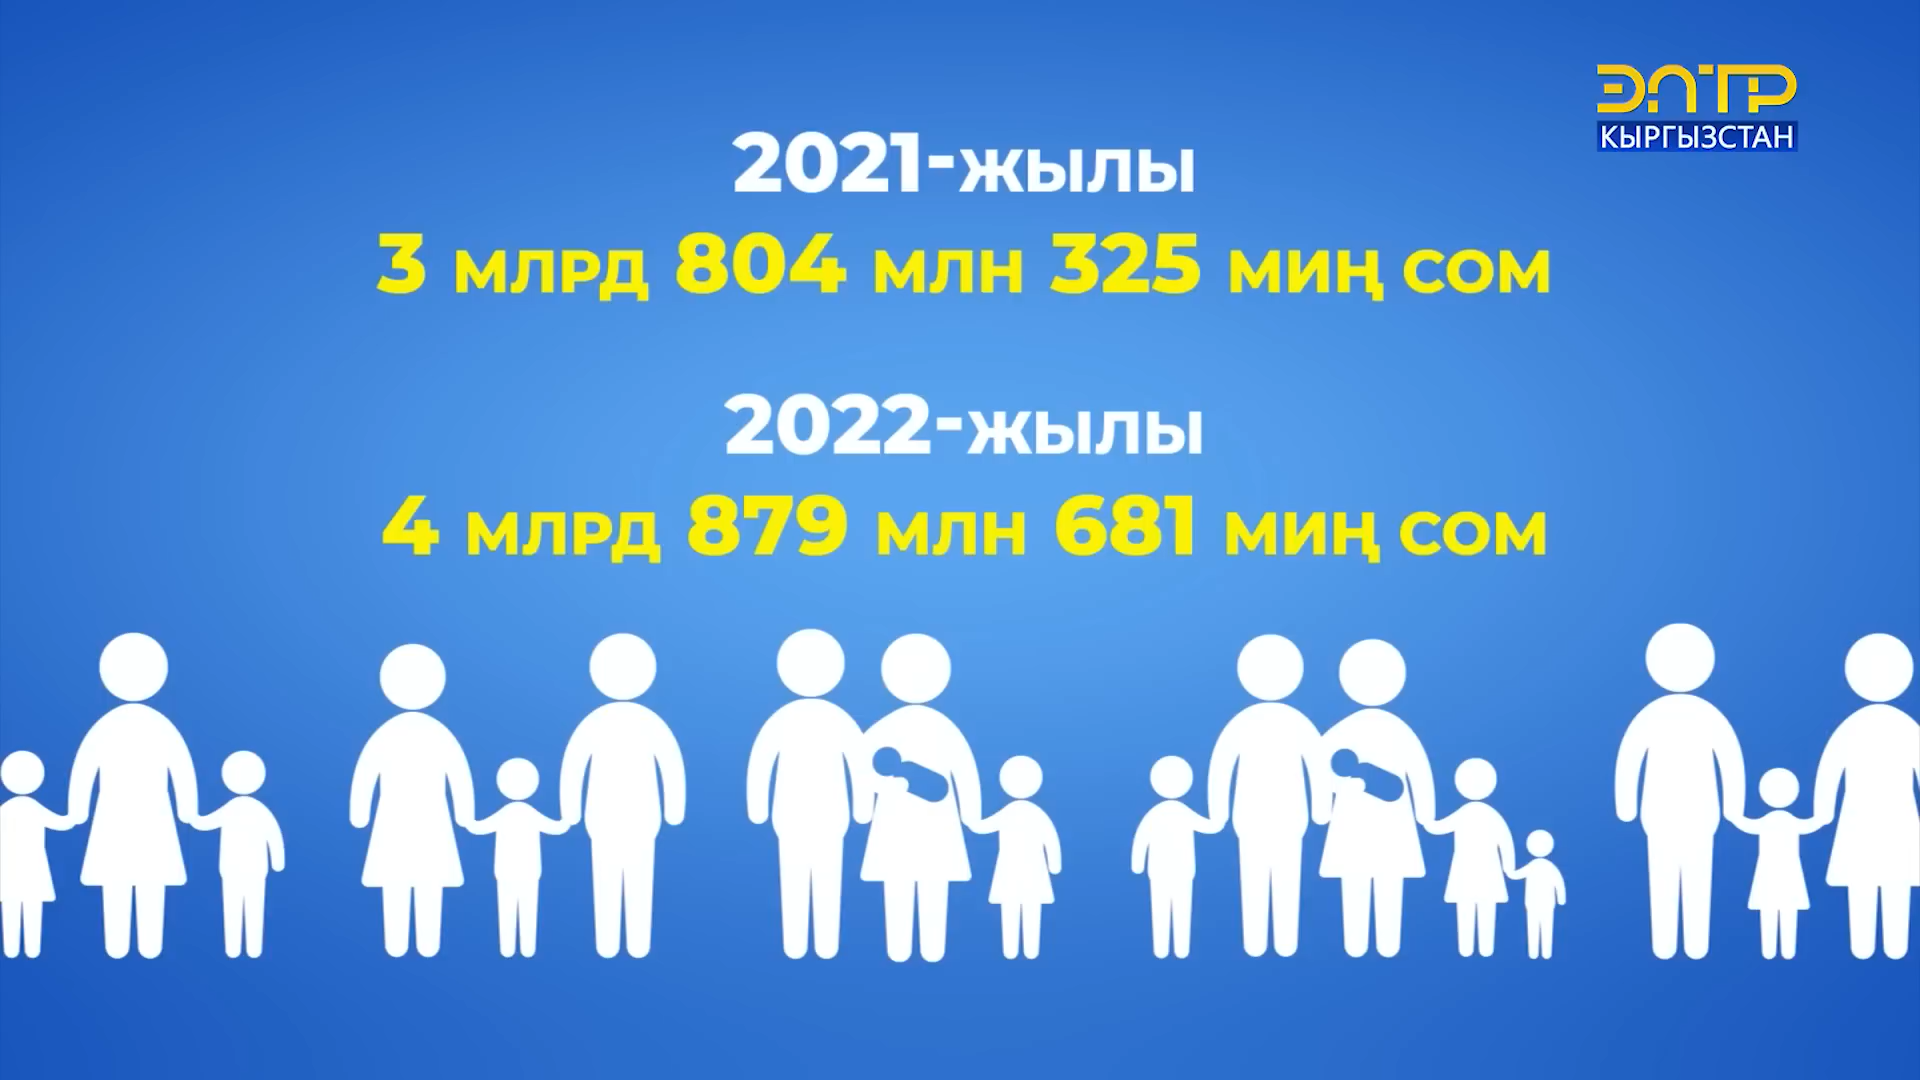 ЭЛТР
КЫРГЫЗСТАН
2021-жылы
3 млрд 804 млн 325 миң сом
2022-жылы
4 млрд 879 млн 681 миң сом